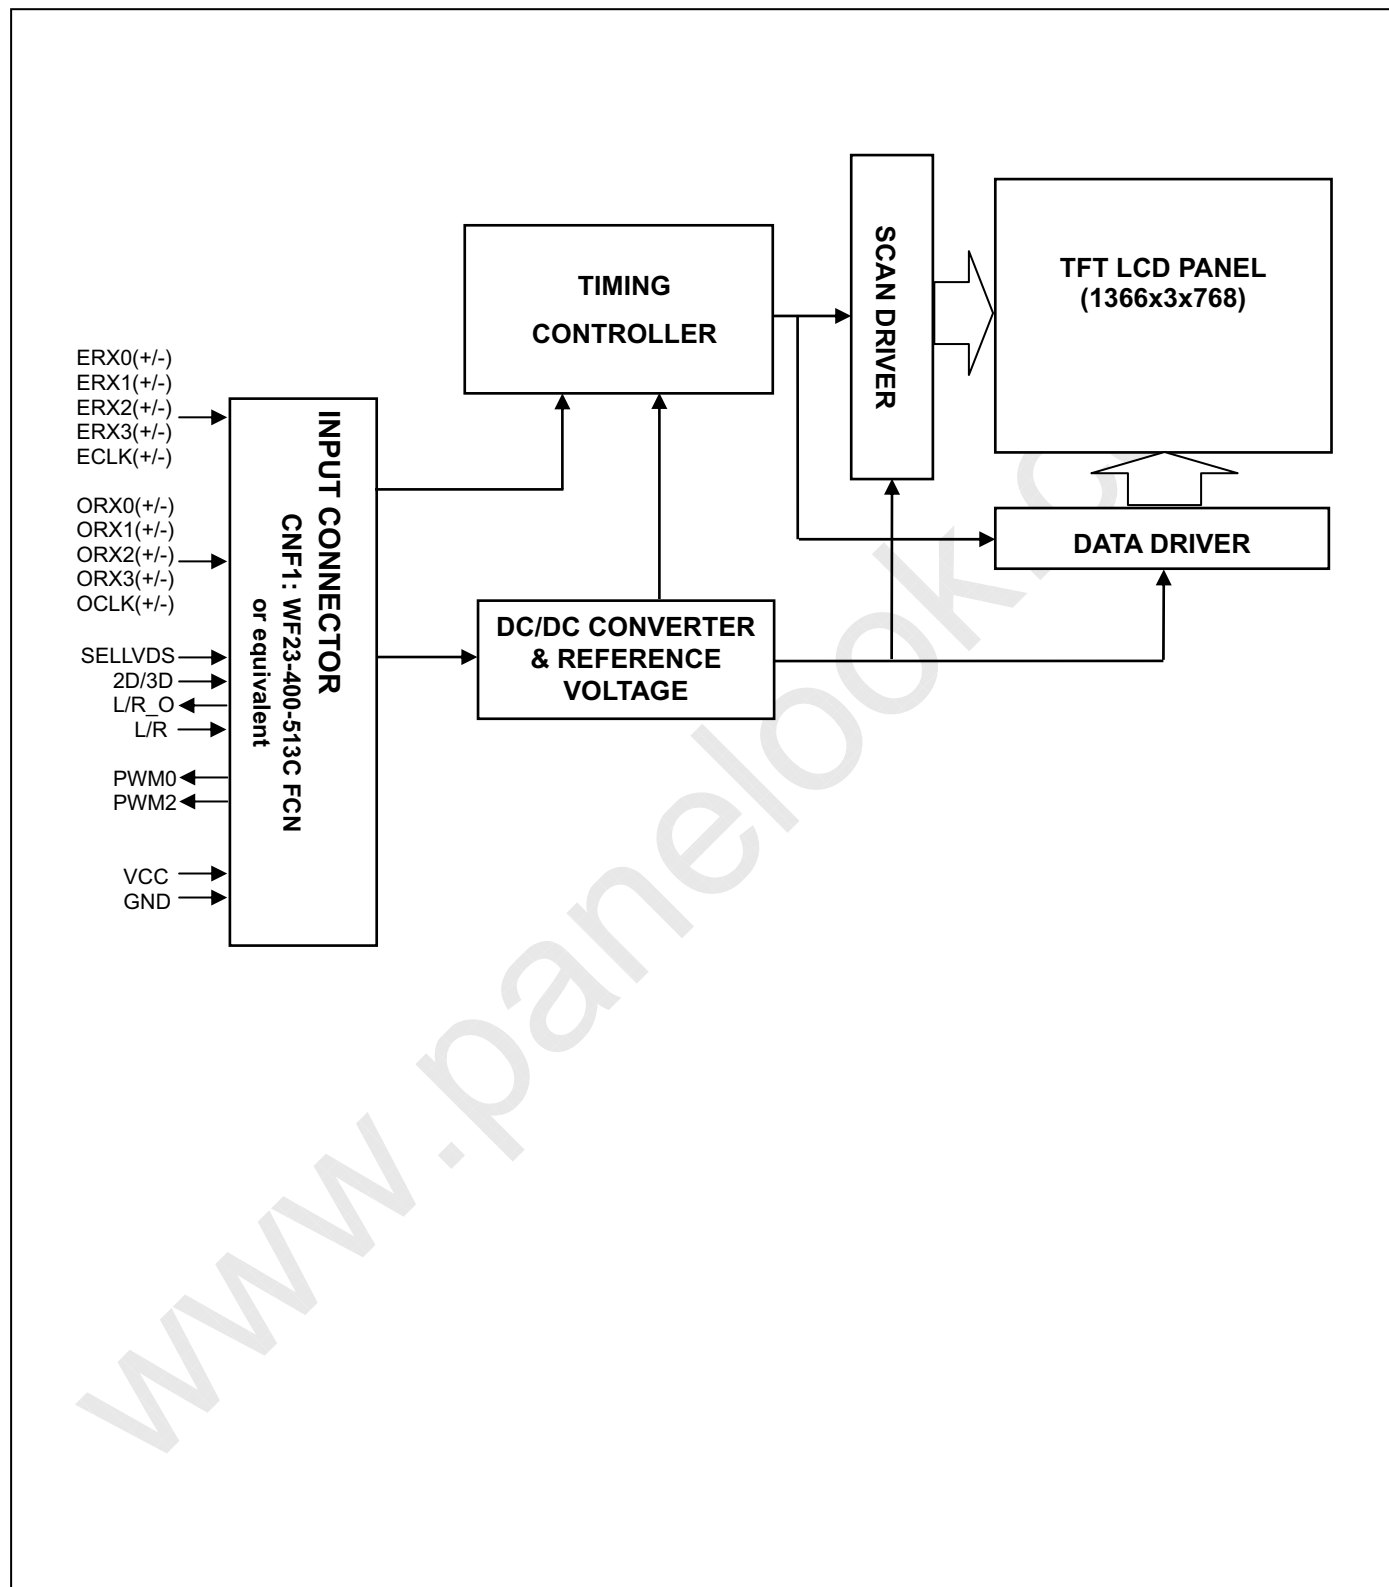 TIMING
CONTROLLER
SCAN DRIVER
TFT LCD PANEL
(1366x3x768)
ERX0(+/-)
ERX1(+/-)
ERX2(+/-)
ERX3(+/-)
ECLK(+/-)
ORX0(+/-)
ORX1(+/-)
ORX2(+/-)
ORX3(+/-)
OCLK(+/-)
SELLVDS
2D/3D
L/R_O
L/R
PWM0
PWM2
VCC
GND
INPUT CONNECTOR
CNF1: WF23-400-513C FCN
or equivalent
DC/DC CONVERTER
& REFERENCE
VOLTAGE
DATA DRIVER
www.panelook.c